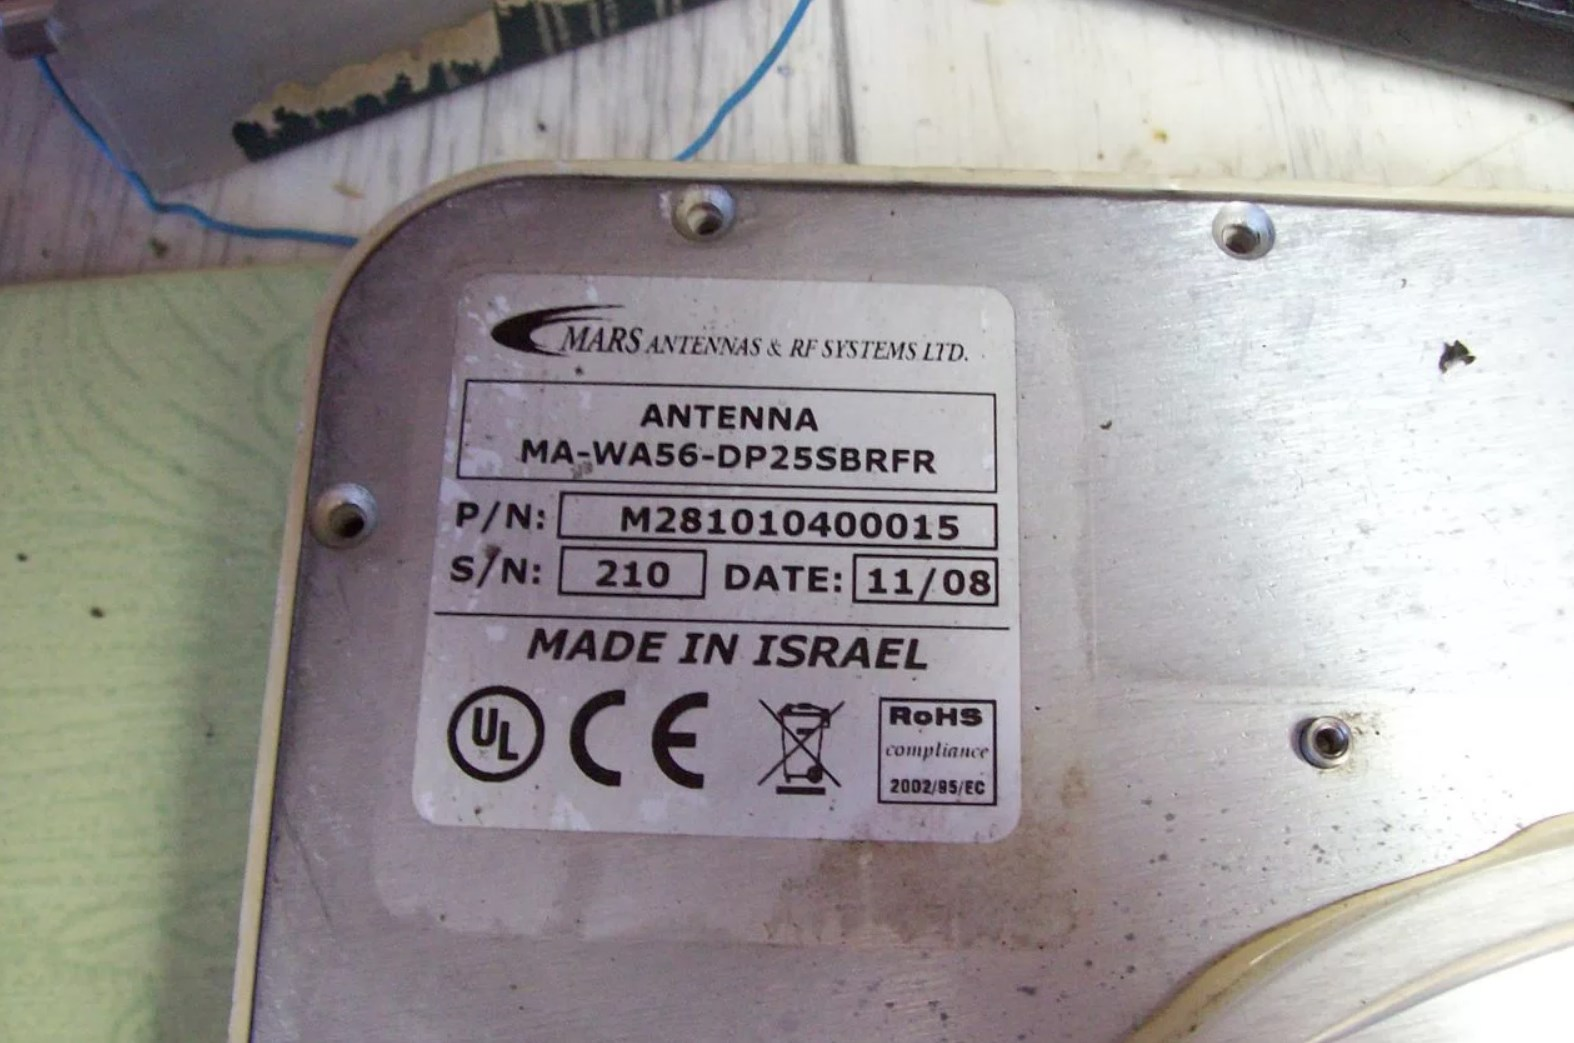 MARS ANTENNAS & RF SYSTEMS LTD.
ANTENNA
MA-WA56-DP25SBRFR
P/N: M281010400015
S/N: 210 DATE: 11/08
MADE IN ISRAEL
UL CE RoHS
compliance
2002/95/EC